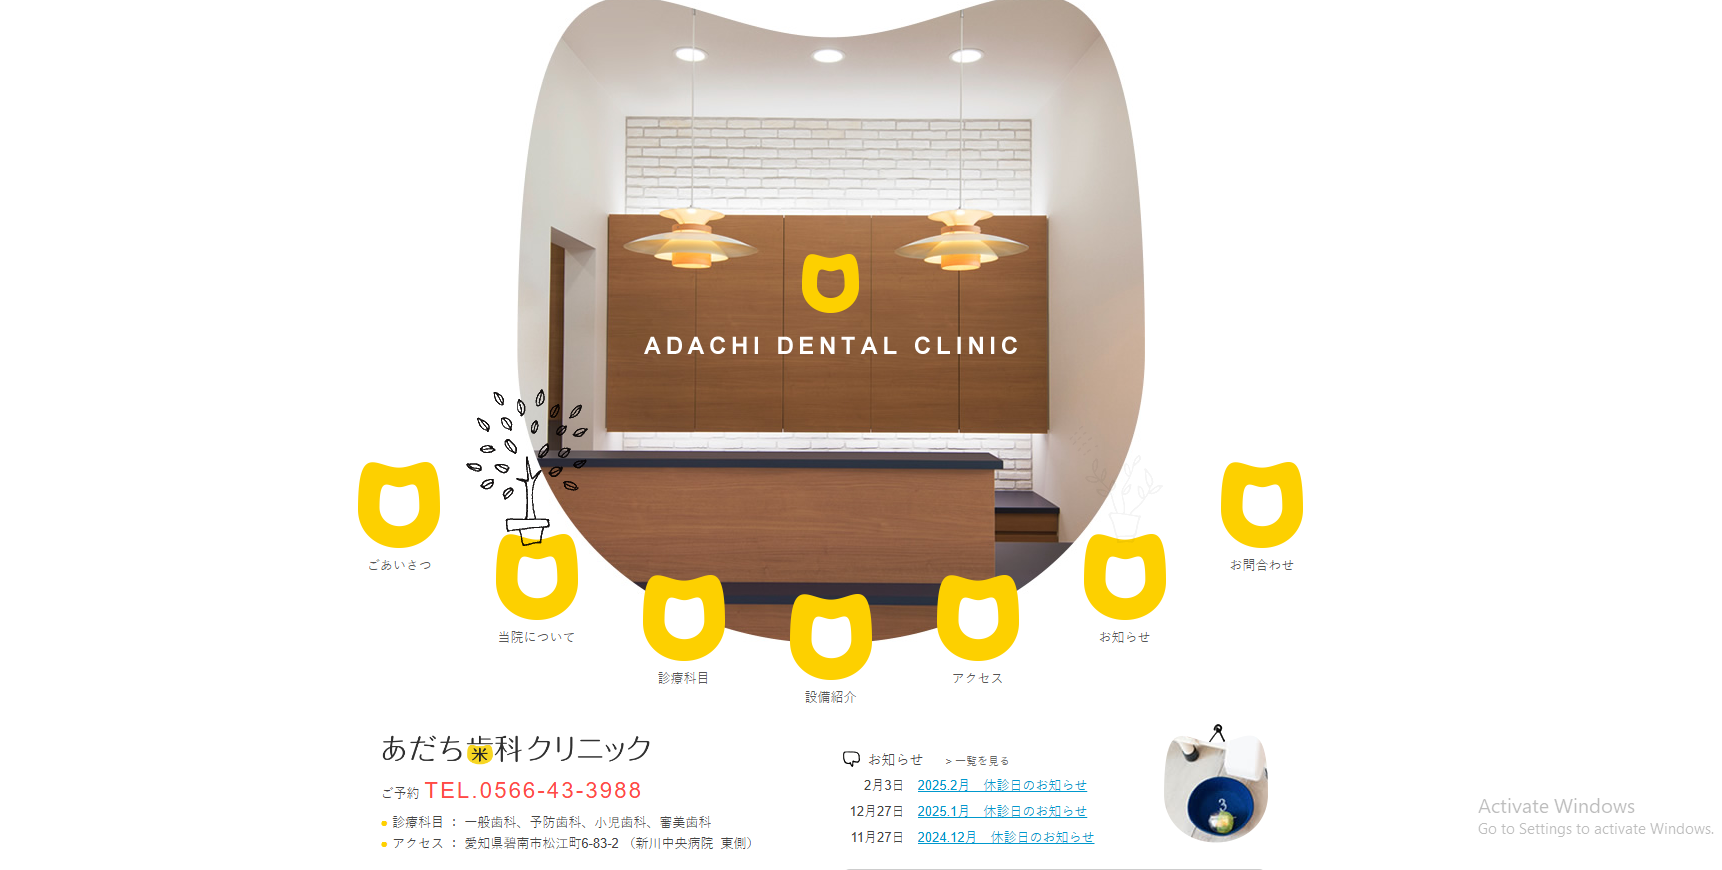 ADACHI DENTAL CLINIC
ごあいさつ
当院について
診療科目
設備紹介
アクセス
お知らせ
お問合わせ
あだち歯科クリニック
ご予約 TEL.0566-43-3988
診療科目 ： 一般歯科、予防歯科、小児歯科、審美歯科
アクセス ： 愛知県碧南市松江町6-83-2 （新川中央病院 東側）
お知らせ > 一覧を見る
2月3日 2025.2月　休診日のお知らせ
12月27日 2025.1月　休診日のお知らせ
11月27日 2024.12月　休診日のお知らせ
3
Activate Windows
Go to Settings to activate Windows.